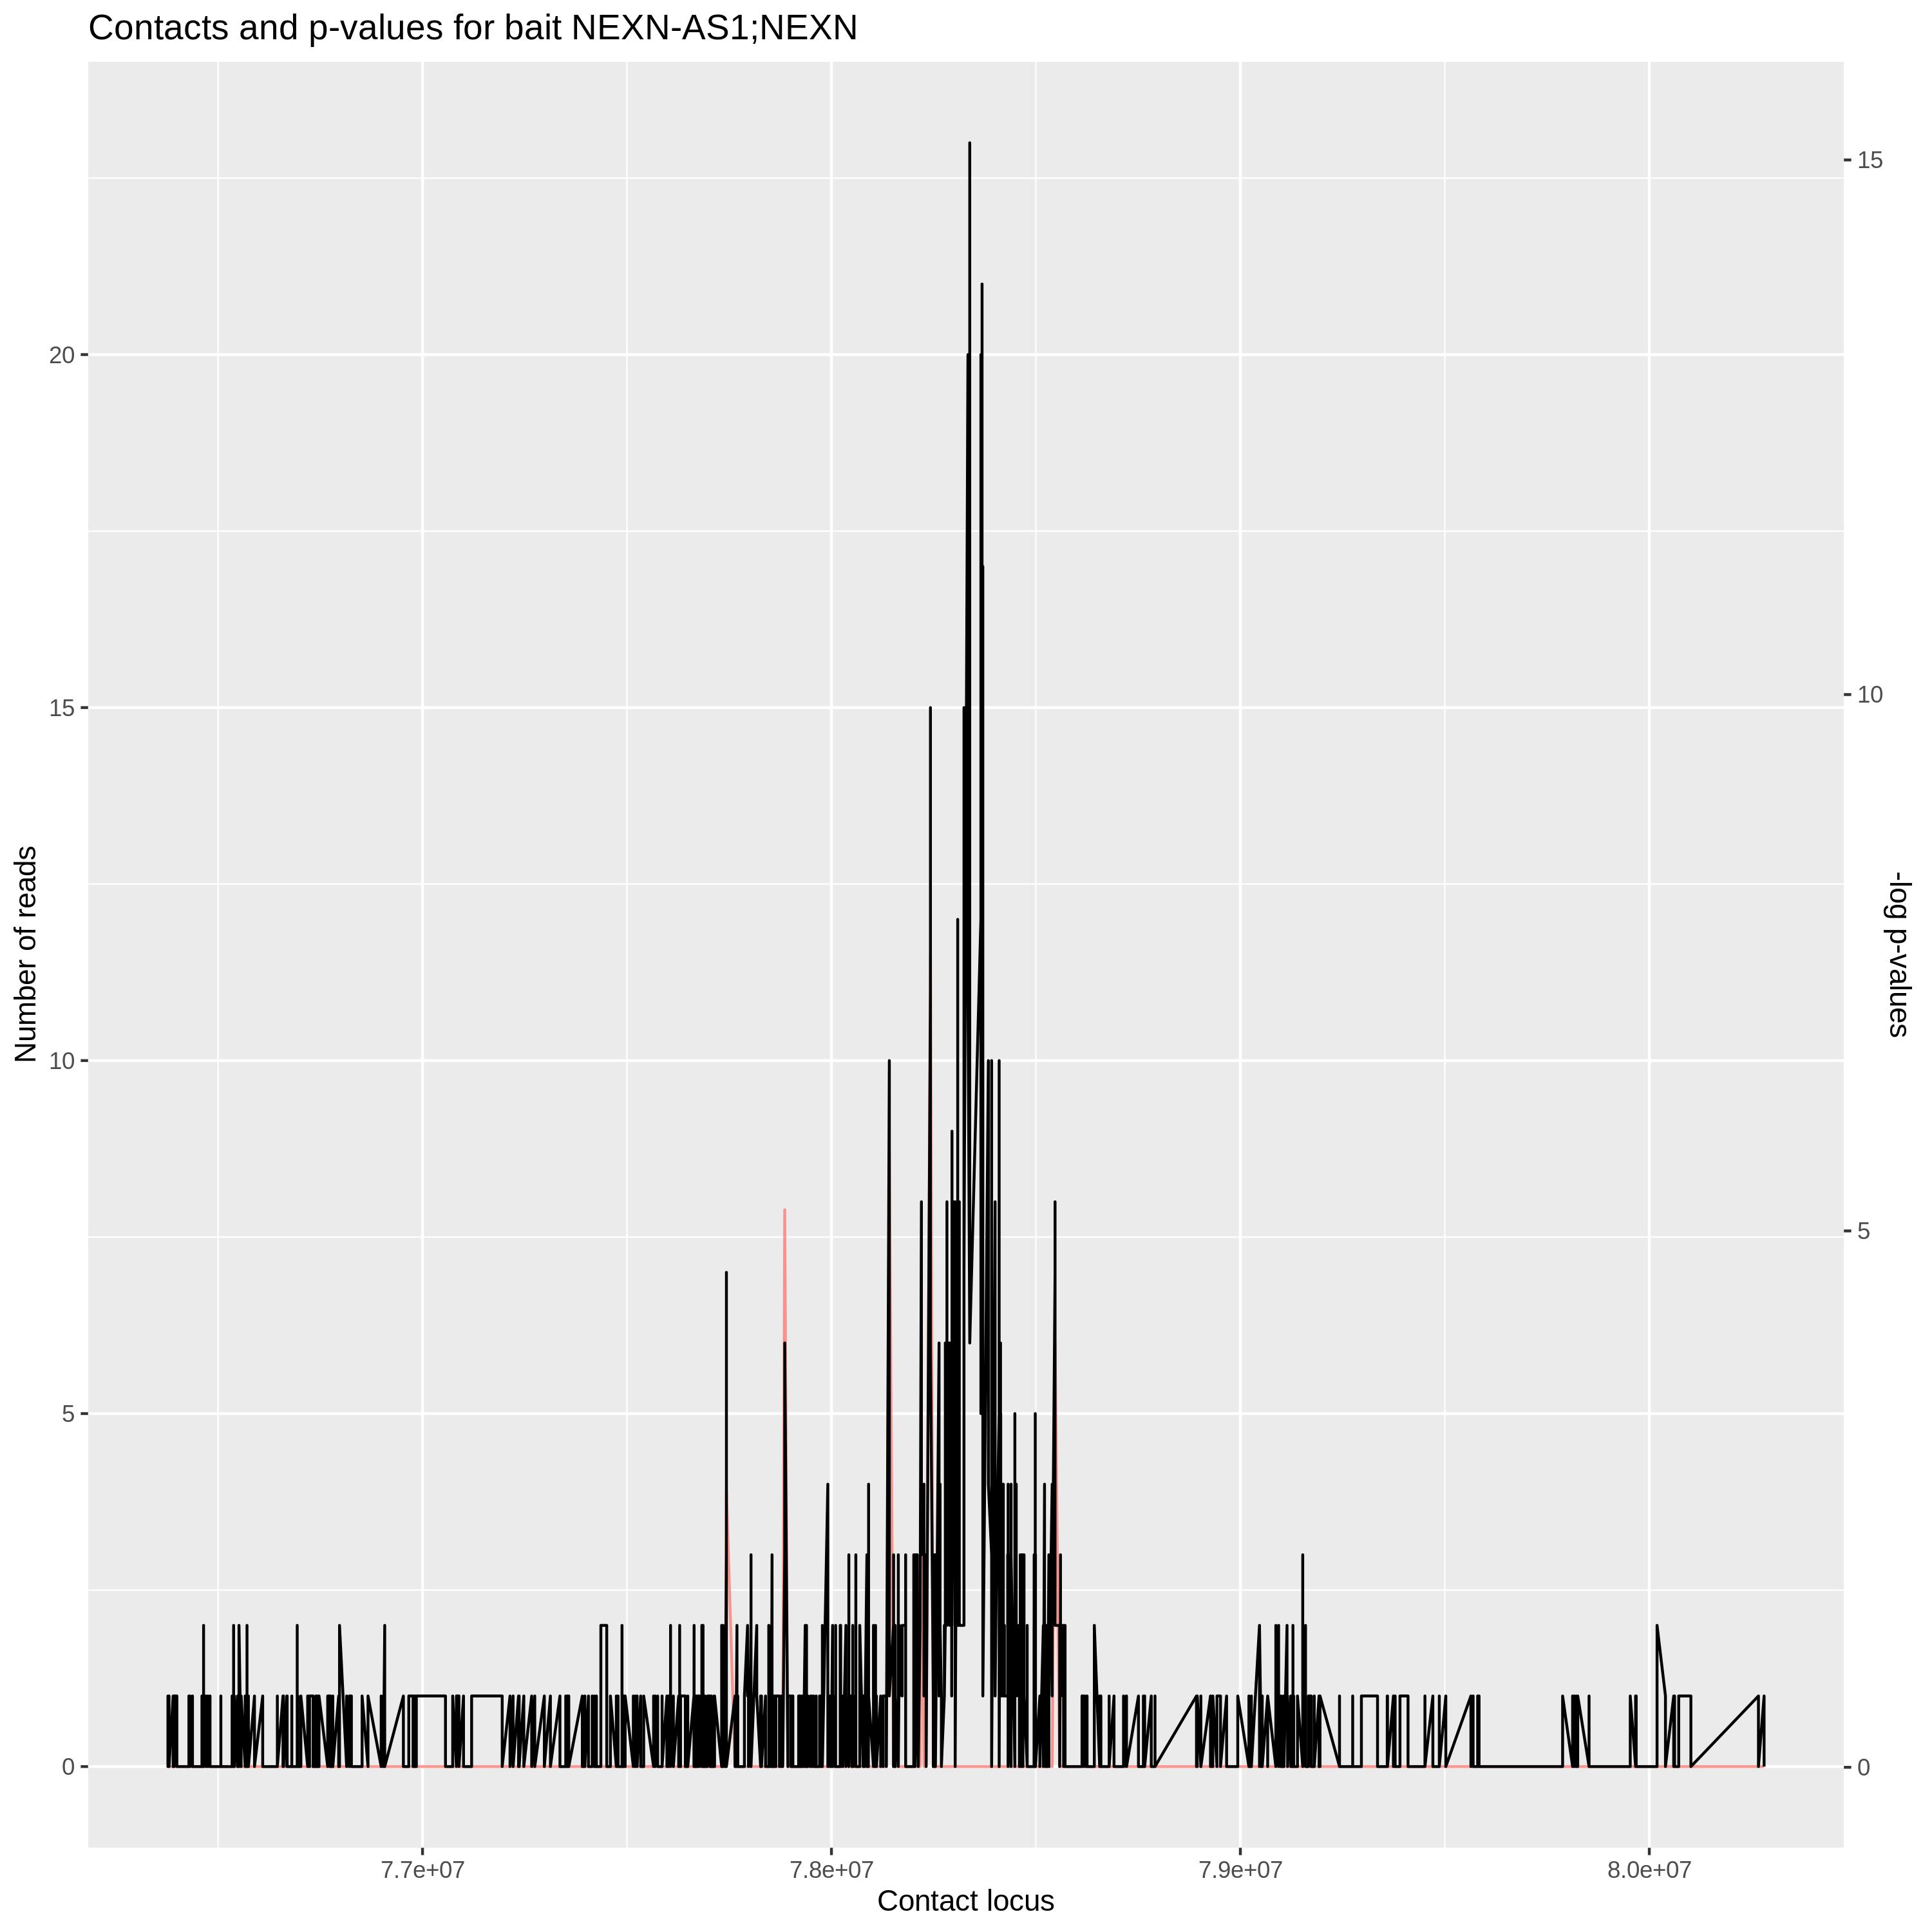 Contacts and p-values for bait NEXN-AS1;NEXN
15
20
15
10
10
5
5
0
0
Number of reads
-log p-values
7.7e+07
7.8e+07
7.9e+07
8.0e+07
Contact locus